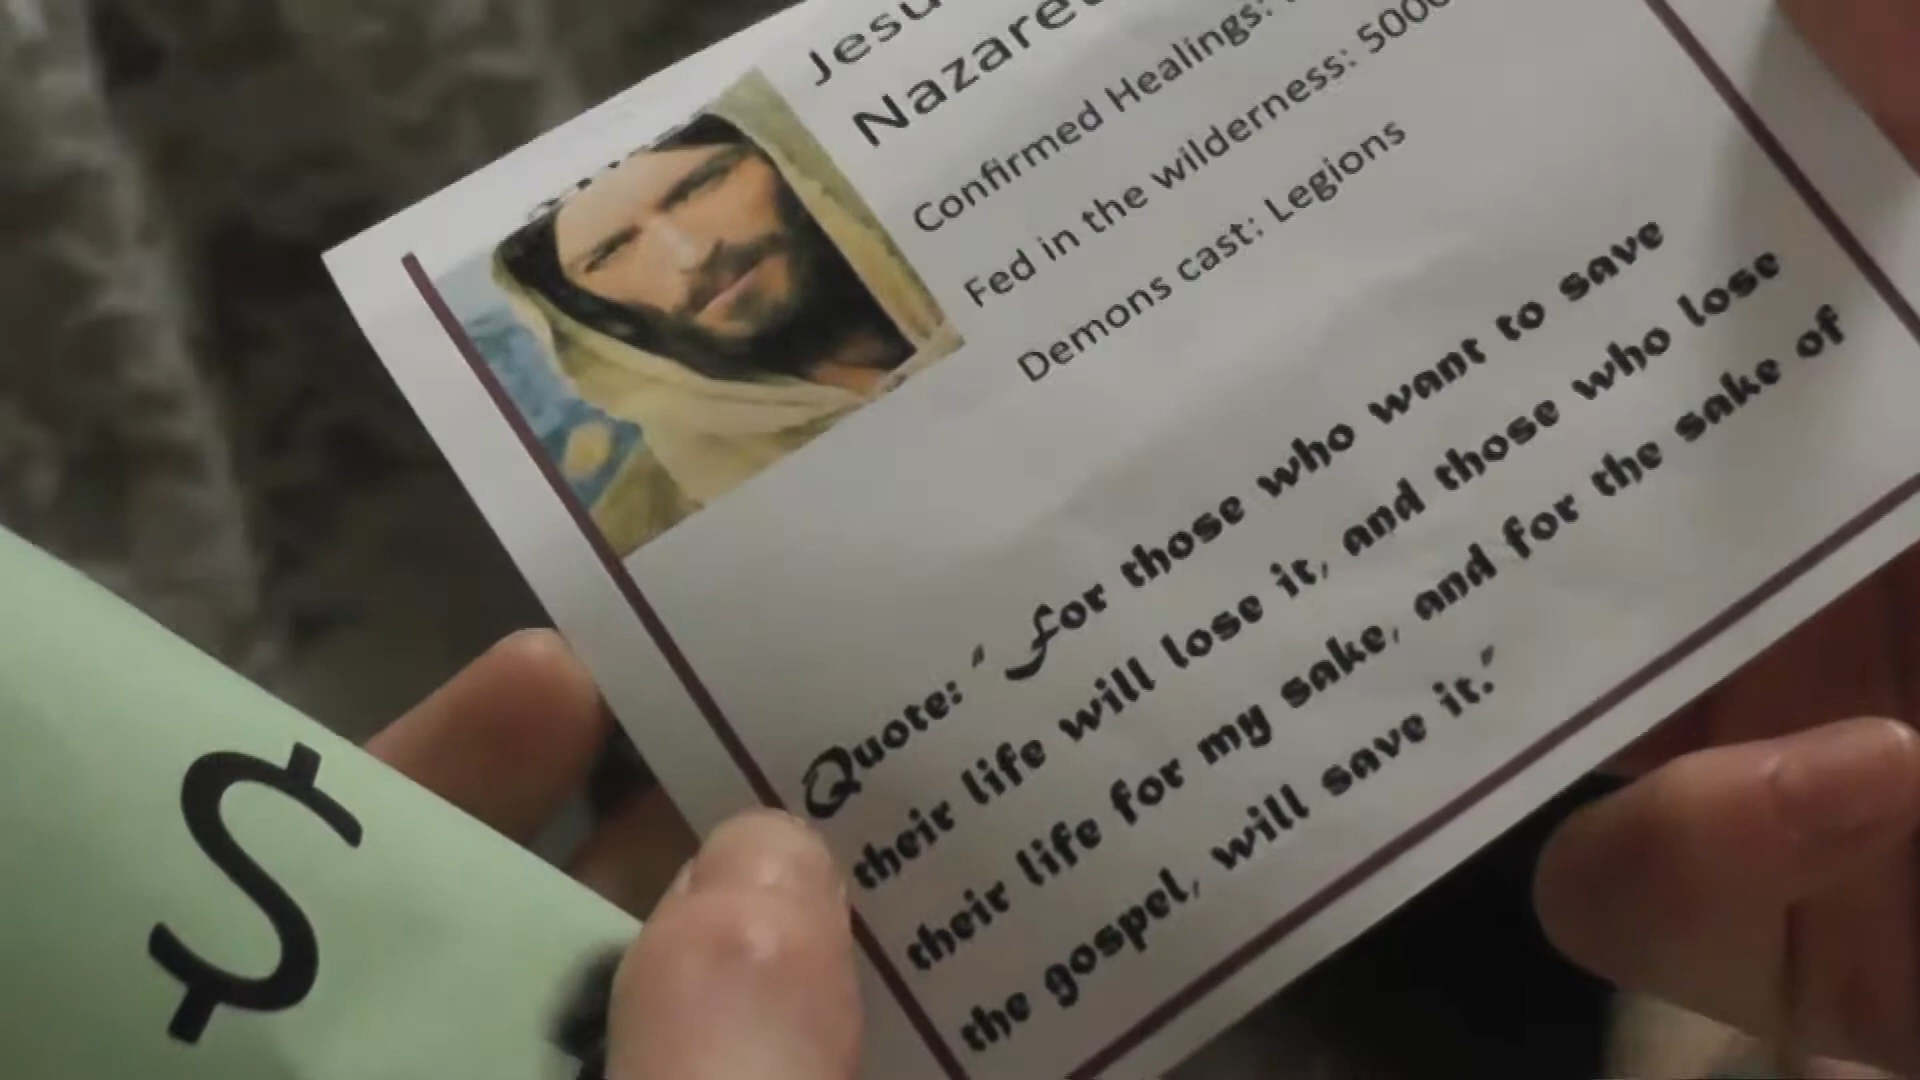 Confirmed Healings:
Fed in the wilderness: 5000
Demons cast: Legions
Quote: " For those who want to save
their life will lose it, and those who lose
their life for my sake, and for the sake of
the gospel, will save it."
$